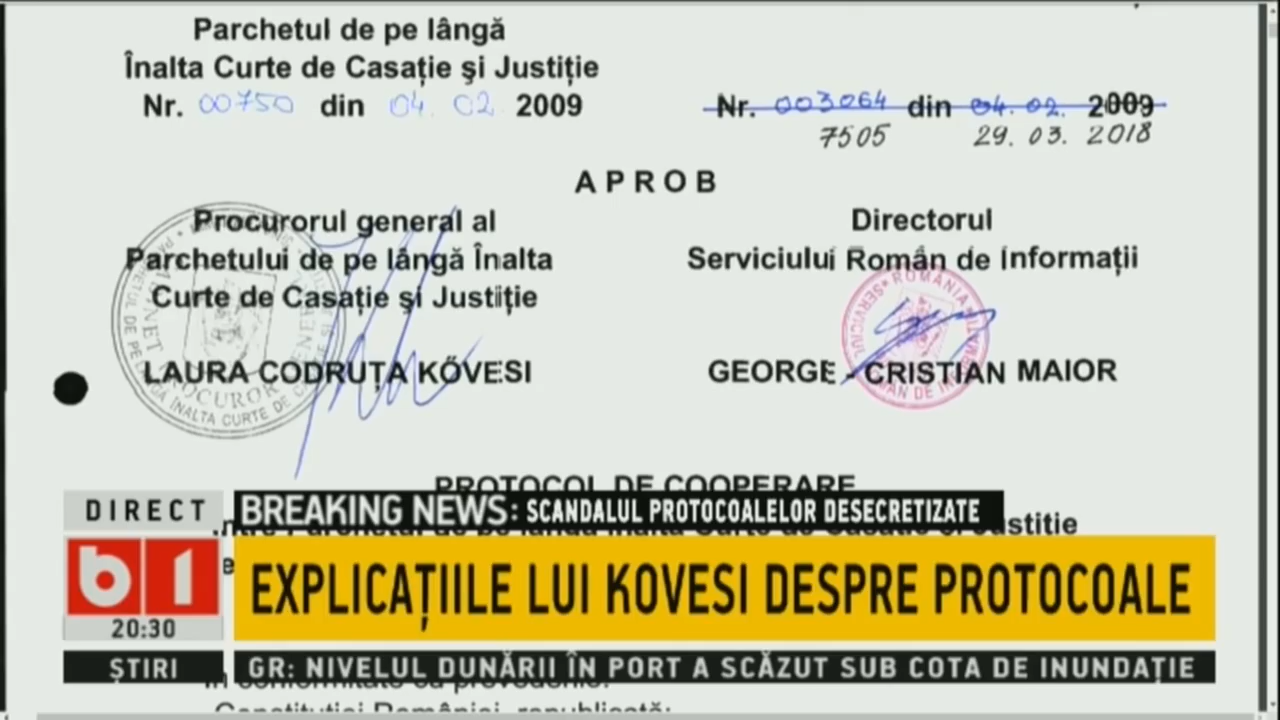 Parchetul de pe lângă
Înalta Curte de Casație și Justiție
Nr. 00750 din 04. 02 2009
Nr. 003064 din 04. 02. 2009
7505 29. 03. 2018
APROB
Procurorul general al
Parchetului de pe lângă Înalta
Curte de Casație și Justiție
LAURA CODRUȚA KŐVESI
Directorul
Serviciului Român de Informații
GEORGE - CRISTIAN MAIOR
PROTOCOL DE COOPERARE
DIRECT
BREAKING NEWS: SCANDALUL PROTOCOALELOR DESECRETIZATE
b1
EXPLICAȚIILE LUI KOVESI DESPRE PROTOCOALE
20:30
ȘTIRI
GR: NIVELUL DUNĂRII ÎN PORT A SCĂZUT SUB COTA DE INUNDAȚIE